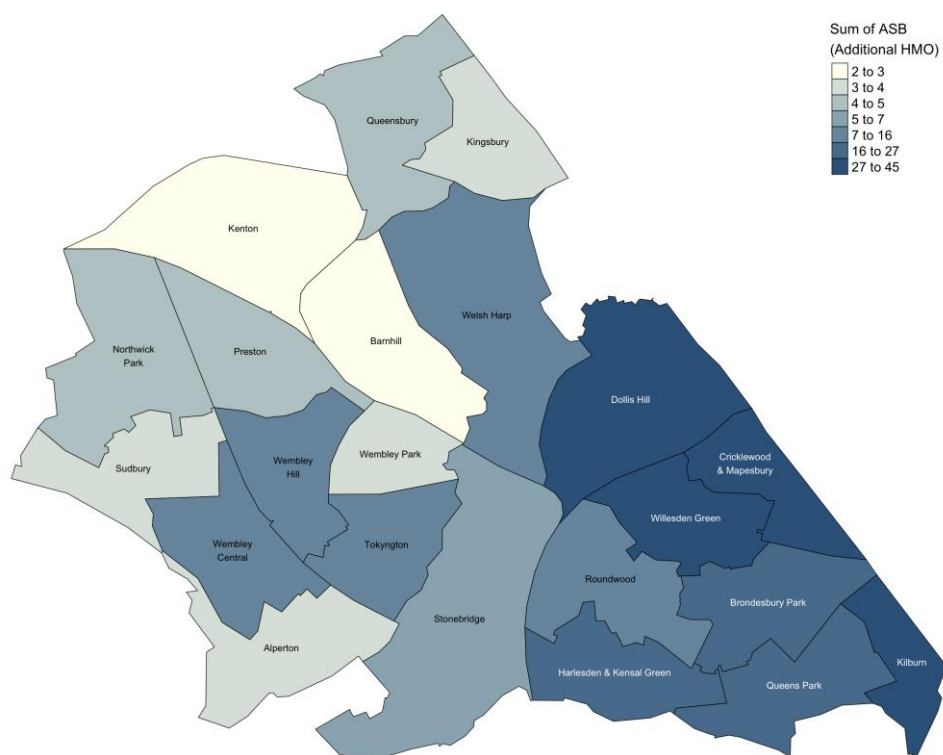 Sum of ASB
(Additional HMO)
2 to 3
3 to 4
4 to 5
5 to 7
7 to 16
16 to 27
27 to 45
Queensbury
Kingsbury
Kenton
Welsh Harp
Barnhill
Northwick
Park
Preston
Dollis Hill
Sudbury
Wembley
Hill
Wembley Park
Cricklewood
& Mapesbury
Willesden Green
Wembley
Central
Tokyngton
Roundwood
Brondesbury Park
Stonebridge
Alperton
Harlesden & Kensal Green
Queens Park
Kilburn